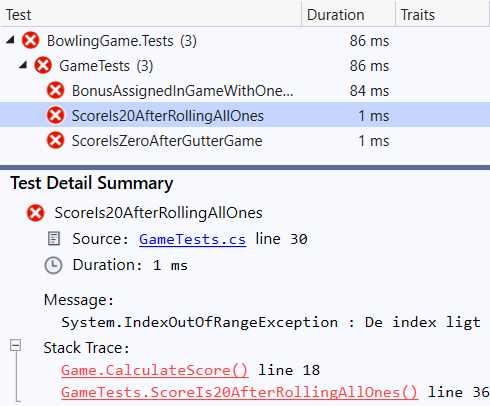 Test Duration Traits
BowlingGame.Tests (3) 86 ms
GameTests (3) 86 ms
BonusAssignedInGameWithOne... 84 ms
ScoreIs20AfterRollingAllOnes 1 ms
ScoreIsZeroAfterGutterGame 1 ms
Test Detail Summary
ScoreIs20AfterRollingAllOnes
Source: GameTests.cs line 30
Duration: 1 ms
Message:
System.IndexOutOfRangeException : De index ligt
Stack Trace:
Game.CalculateScore() line 18
GameTests.ScoreIs20AfterRollingAllOnes() line 36